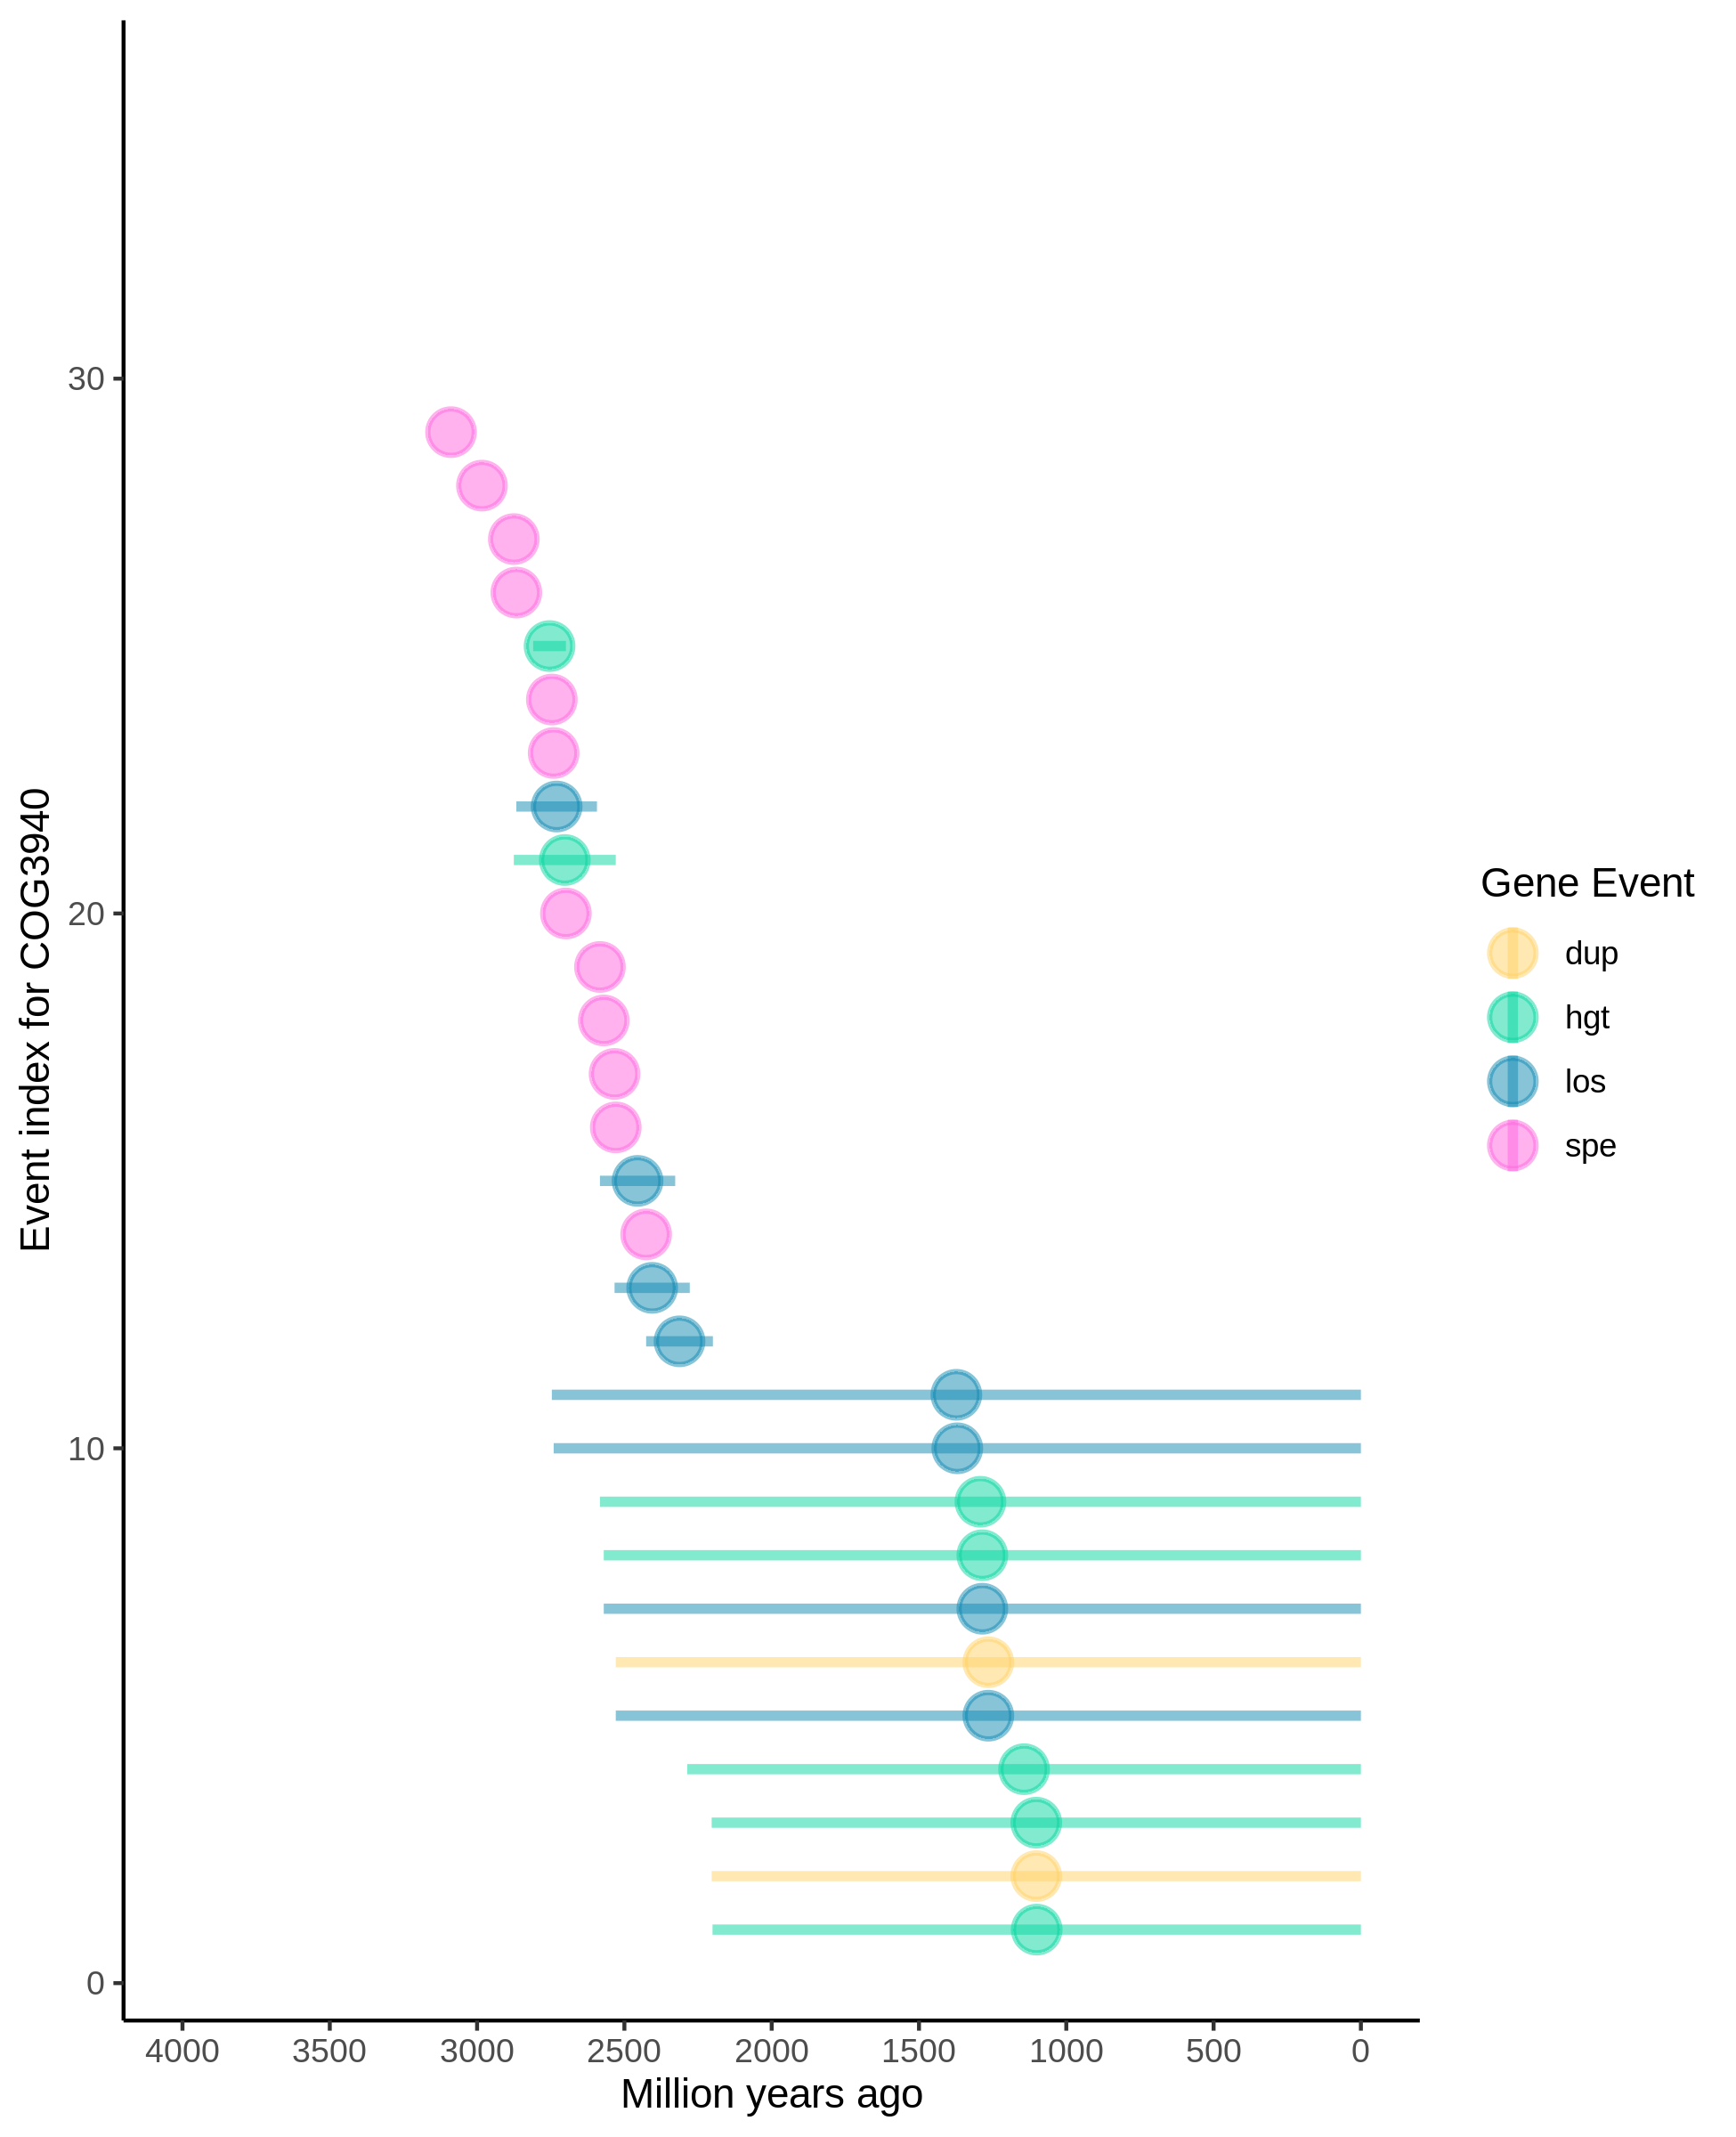 30
20
10
0
Event index for COG3940
4000 3500 3000 2500 2000 1500 1000 500 0
Million years ago
Gene Event
dup
hgt
los
spe